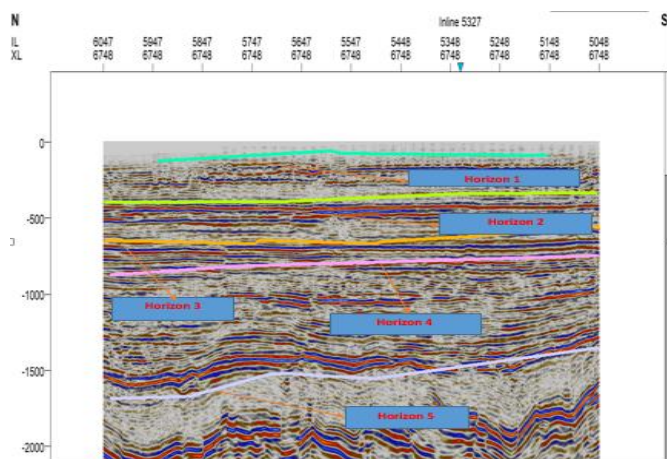 N
S
Inline 5327
IL 6047 5947 5847 5747 5647 5547 5448 5348 5248 5148 5048
XL 6748 6748 6748 6748 6748 6748 6748 6748 6748 6748 6748
0
Horizon 1
-500
Horizon 2
-1000
Horizon 3
Horizon 4
-1500
Horizon 5
-2000